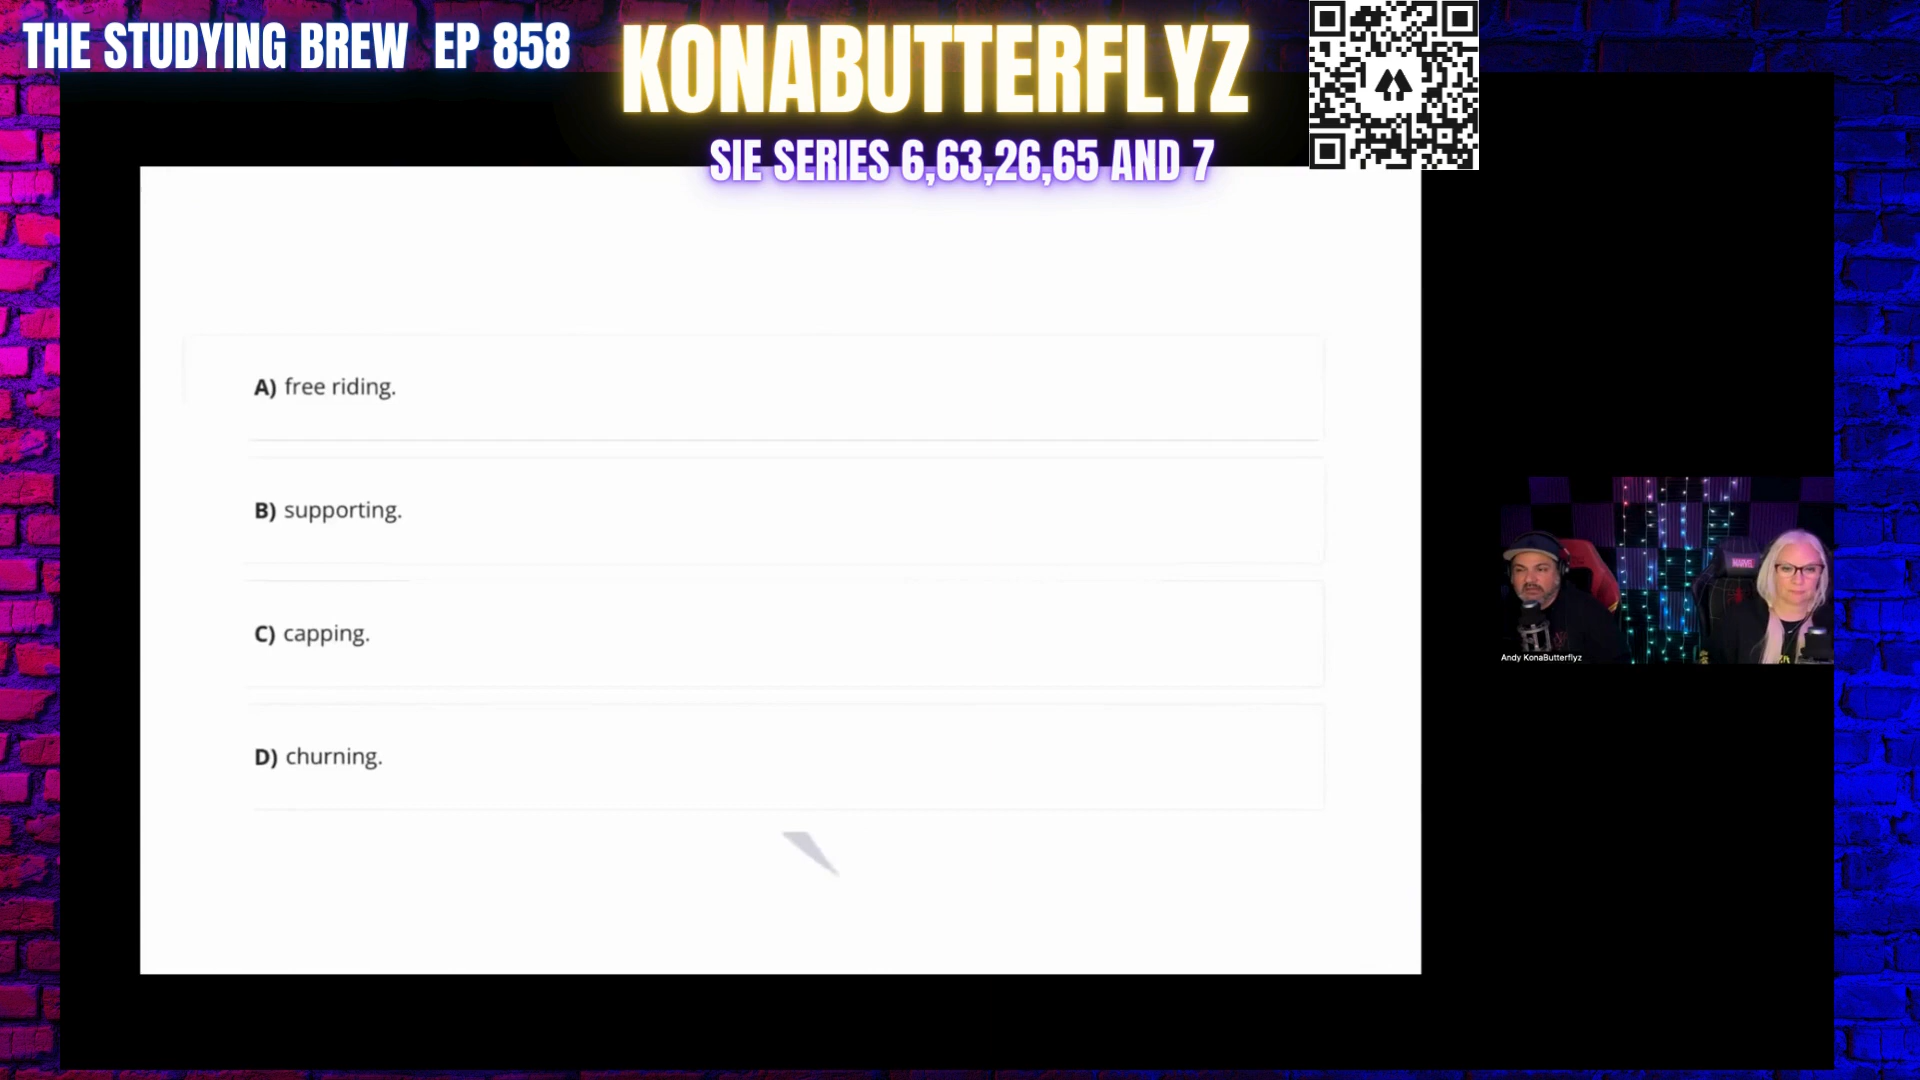 THE STUDYING BREW EP 858
KONABUTTERFLYZ
SIE SERIES 6,63,26,65 AND 7
A) free riding.
B) supporting.
C) capping.
D) churning.
MARVEL
Andy KonaButterflyz